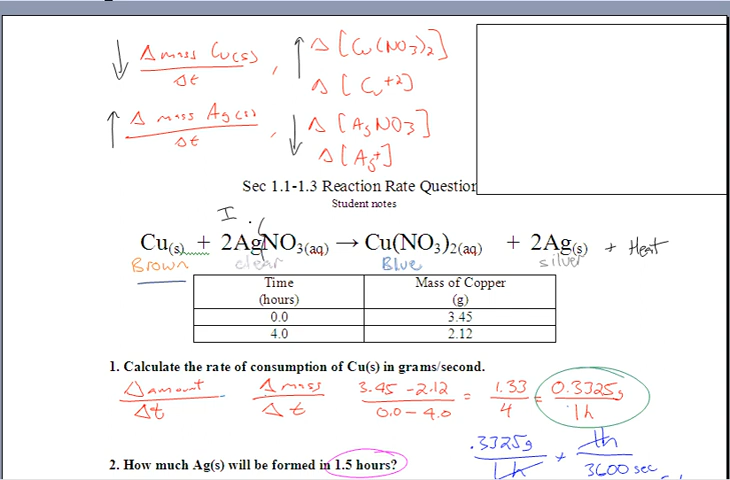 ↓ Δ mass Cu(s) / Δt , ↑ Δ [Cu(NO3)2]
Δ [Cu+2]
↑ Δ mass Ag(s) / Δt , ↓ Δ [AgNO3]
Δ [Ag+]
Sec 1.1-1.3 Reaction Rate Question
Student notes
Cu(s) + 2AgNO3(aq) → Cu(NO3)2(aq) + 2Ag(s) + Heat
Brown clear Blue silver
Time (hours) Mass of Copper (g)
0.0 3.45
4.0 2.12
1. Calculate the rate of consumption of Cu(s) in grams/second.
Δ amount / Δt Δ mass / Δt 3.45 - 2.12 / 0.0 - 4.0 = 1.33 / 4 = 0.3325g / 1h
.3325g / 1h + 1h / 3600 sec
2. How much Ag(s) will be formed in 1.5 hours?